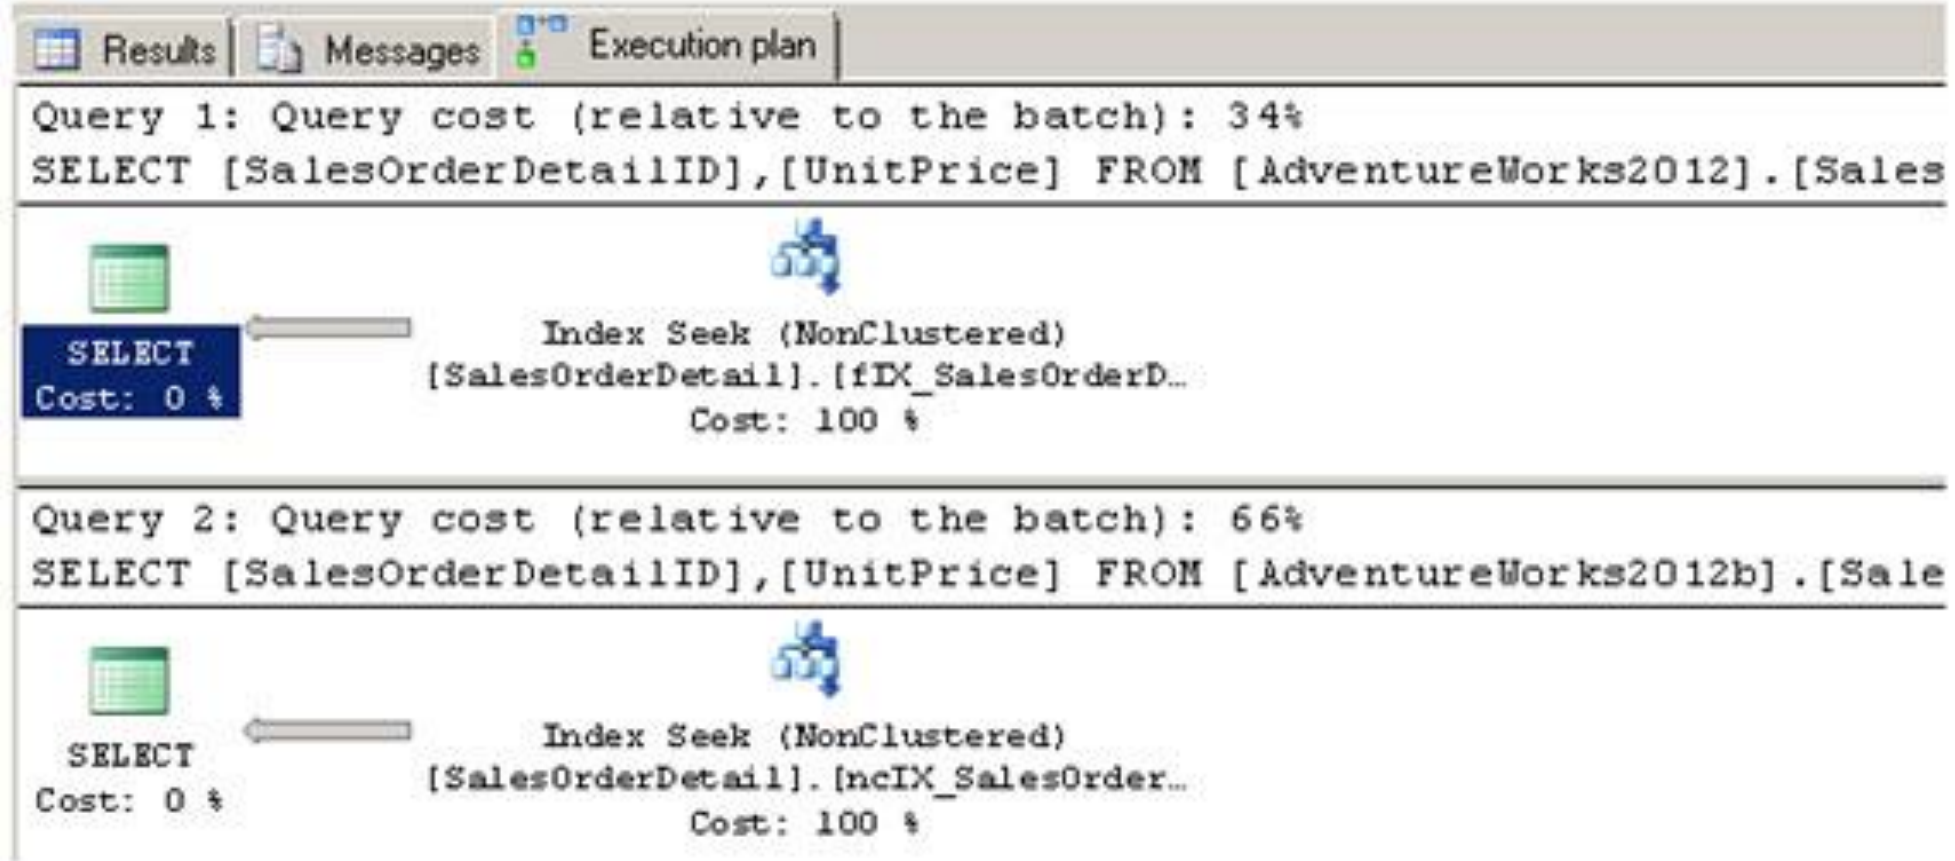 Results Messages Execution plan
Query 1: Query cost (relative to the batch): 34%
SELECT [SalesOrderDetailID],[UnitPrice] FROM [AdventureWorks2012].[Sales
SELECT
Cost: 0 %
Index Seek (NonClustered)
[SalesOrderDetail].[fIX_SalesOrderD…
Cost: 100 %
Query 2: Query cost (relative to the batch): 66%
SELECT [SalesOrderDetailID],[UnitPrice] FROM [AdventureWorks2012b].[Sale
SELECT
Cost: 0 %
Index Seek (NonClustered)
[SalesOrderDetail].[ncIX_SalesOrder…
Cost: 100 %